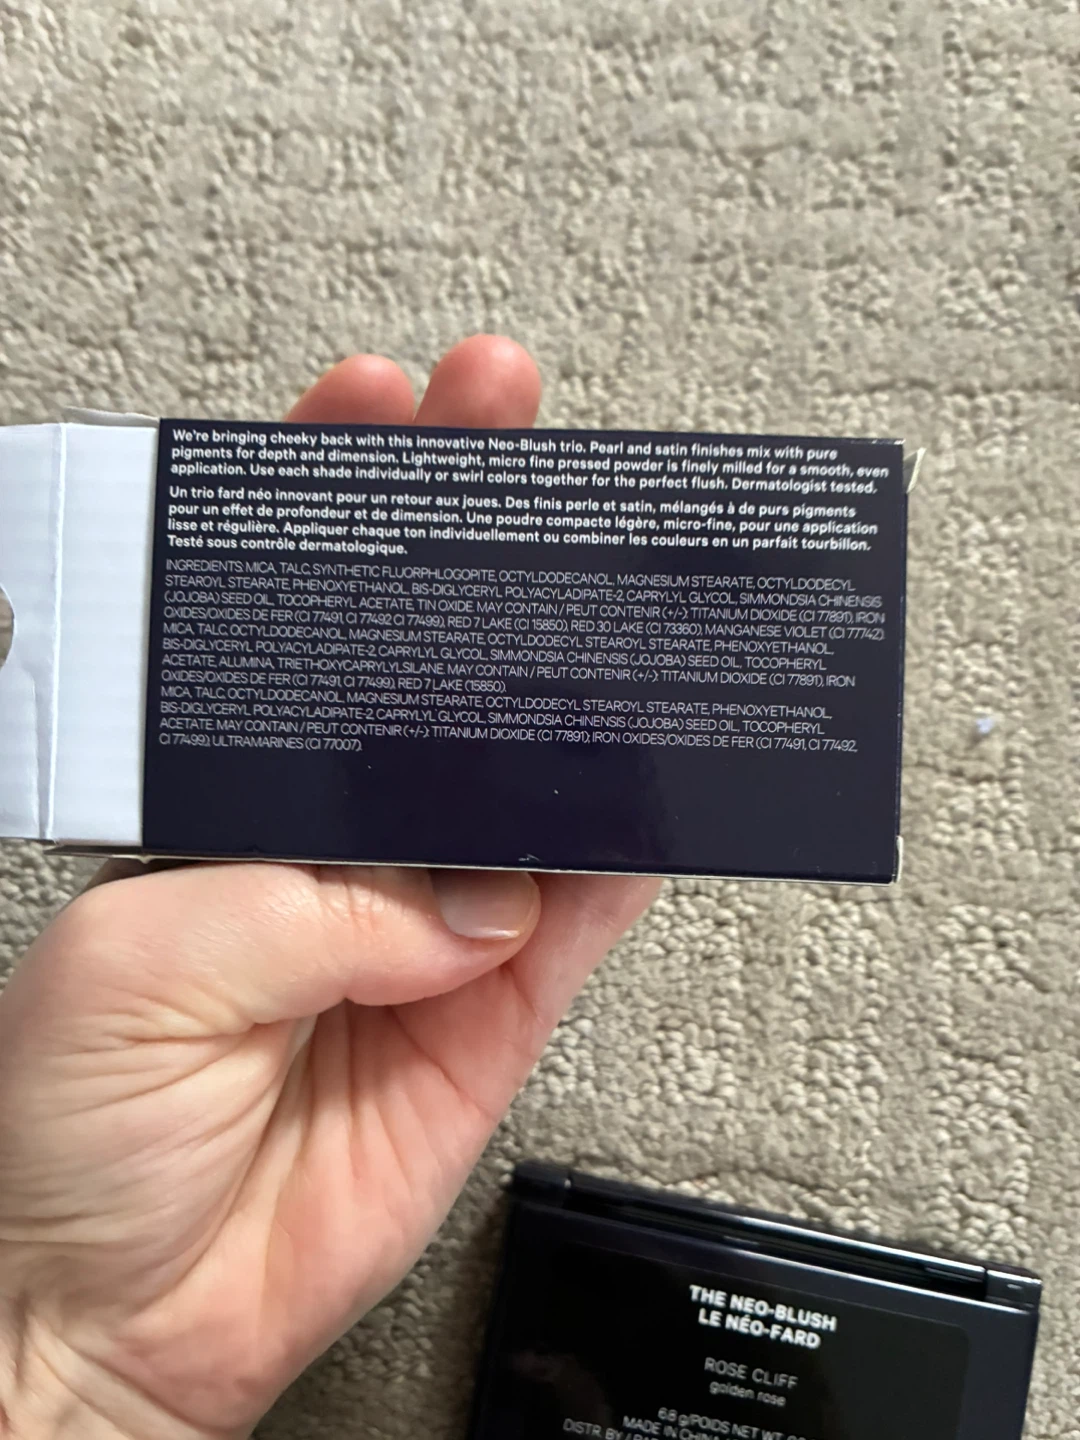 We're bringing cheeky back with this innovative Neo-Blush trio. Pearl and satin finishes mix with pure
pigments for depth and dimension. Lightweight, micro fine pressed powder is finely milled for a smooth, even
application. Use each shade individually or swirl colors together for the perfect flush. Dermatologist tested.
Un trio fard néo innovant pour un retour aux joues. Des finis perle et satin, mélangés à de purs pigments
pour un effet de profondeur et de dimension. Une poudre compacte légère, micro-fine, pour une application
lisse et régulière. Appliquer chaque ton individuellement ou combiner les couleurs en un parfait tourbillon.
Testé sous contrôle dermatologique.
INGREDIENTS: MICA, TALC, SYNTHETIC FLUORPHLOGOPITE, OCTYLDODECANOL, MAGNESIUM STEARATE, OCTYLDODECYL
STEAROYL STEARATE, PHENOXYETHANOL, BIS-DIGLYCERYL POLYACYLADIPATE-2, CAPRYLYL GLYCOL, SIMMONDSIA CHINENSIS
(JOJOBA) SEED OIL, TOCOPHERYL ACETATE, TIN OXIDE. MAY CONTAIN / PEUT CONTENIR (+/-): TITANIUM DIOXIDE (CI 77891), IRON
OXIDES/OXIDES DE FER (CI 77491, CI 77492 CI 77499), RED 7 LAKE (CI 15850), RED 30 LAKE (CI 73360), MANGANESE VIOLET (CI 77742).
MICA, TALC, OCTYLDODECANOL, MAGNESIUM STEARATE, OCTYLDODECYL STEAROYL STEARATE, PHENOXYETHANOL,
BIS-DIGLYCERYL POLYACYLADIPATE-2, CAPRYLYL GLYCOL, SIMMONDSIA CHINENSIS (JOJOBA) SEED OIL, TOCOPHERYL
ACETATE, ALUMINA, TRIETHOXYCAPRYLYLSILANE. MAY CONTAIN / PEUT CONTENIR (+/-): TITANIUM DIOXIDE (CI 77891), IRON
OXIDES/OXIDES DE FER (CI 77491, CI 77499), RED 7 LAKE (15850).
MICA, TALC, OCTYLDODECANOL, MAGNESIUM STEARATE, OCTYLDODECYL STEAROYL STEARATE, PHENOXYETHANOL,
BIS-DIGLYCERYL POLYACYLADIPATE-2, CAPRYLYL GLYCOL, SIMMONDSIA CHINENSIS (JOJOBA) SEED OIL, TOCOPHERYL
ACETATE. MAY CONTAIN / PEUT CONTENIR (+/-): TITANIUM DIOXIDE (CI 77891), IRON OXIDES/OXIDES DE FER (CI 77491, CI 77492,
CI 77499), ULTRAMARINES (CI 77007).
THE NEO-BLUSH
LE NÉO-FARD
ROSE CLIFF
golden rose
6.8 g/POIDS NET WT.
MADE IN CHINA
DISTR. BY /